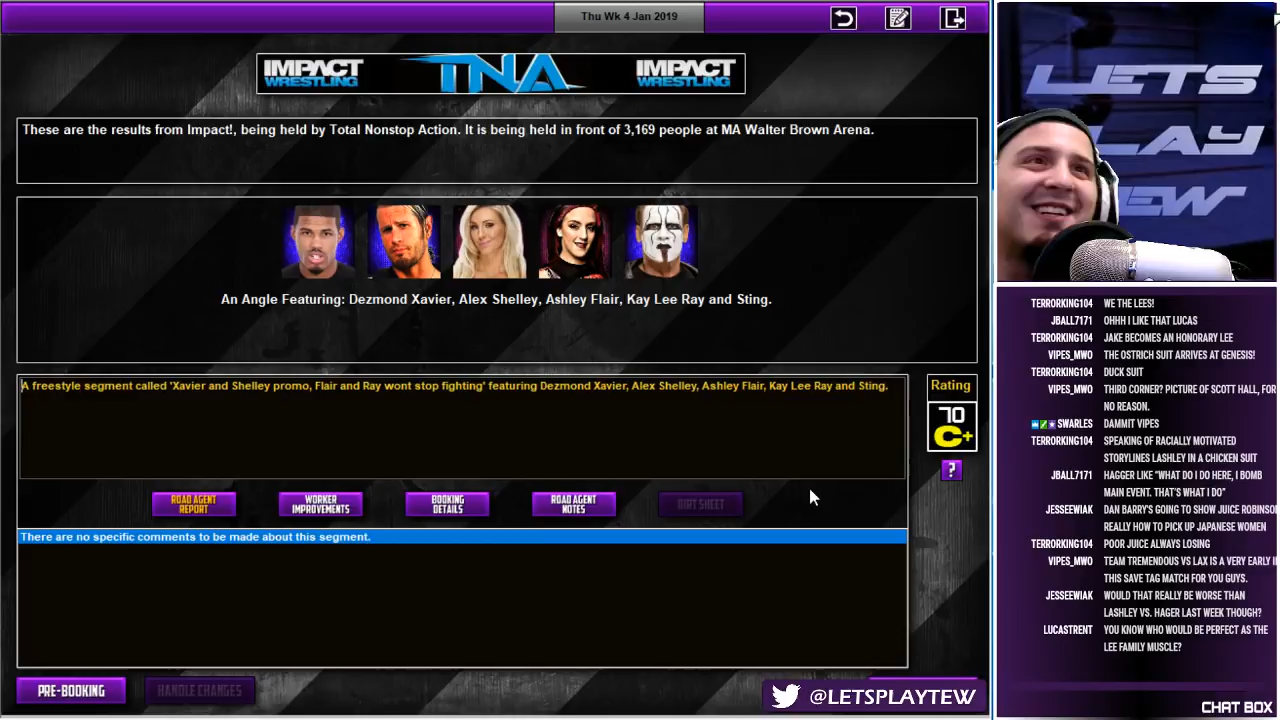 Thu Wk 4 Jan 2019
IMPACT WRESTLING TNA IMPACT WRESTLING
These are the results from Impact!, being held by Total Nonstop Action. It is being held in front of 3,169 people at MA Walter Brown Arena.
An Angle Featuring: Dezmond Xavier, Alex Shelley, Ashley Flair, Kay Lee Ray and Sting.
A freestyle segment called 'Xavier and Shelley promo, Flair and Ray wont stop fighting' featuring Dezmond Xavier, Alex Shelley, Ashley Flair, Kay Lee Ray and Sting.
Rating
70
C+
?
ROAD AGENT REPORT
WORKER IMPROVEMENTS
BOOKING DETAILS
ROAD AGENT NOTES
DIRT SHEET
There are no specific comments to be made about this segment.
PRE-BOOKING
HANDLE CHANGES
@LETSPLAYTEW
LETS
PLAY
TEW
TERRORKING104 WE THE LEES!
JBALL7171 OHHH I LIKE THAT LUCAS
TERRORKING104 JAKE BECOMES AN HONORARY LEE
VIPES_MWO THE OSTRICH SUIT ARRIVES AT GENESIS!
TERRORKING104 DUCK SUIT
VIPES_MWO THIRD CORNER? PICTURE OF SCOTT HALL, FOR
NO REASON.
SWARLES DAMMIT VIPES
TERRORKING104 SPEAKING OF RACIALLY MOTIVATED
STORYLINES LASHLEY IN A CHICKEN SUIT
JBALL7171 HAGGER LIKE "WHAT DO I DO HERE, I BOMB
MAIN EVENT. THAT'S WHAT I DO"
JESSEEWIAK DAN BARRY'S GOING TO SHOW JUICE ROBINSON
REALLY HOW TO PICK UP JAPANESE WOMEN
TERRORKING104 POOR JUICE ALWAYS LOSING
VIPES_MWO TEAM TREMENDOUS VS LAX IS A VERY EARLY
THIS SAVE TAG MATCH FOR YOU GUYS.
JESSEEWIAK WOULD THAT REALLY BE WORSE THAN
LASHLEY VS. HAGER LAST WEEK THOUGH?
LUCASTRENT YOU KNOW WHO WOULD BE PERFECT AS THE
LEE FAMILY MUSCLE?
CHAT BOX